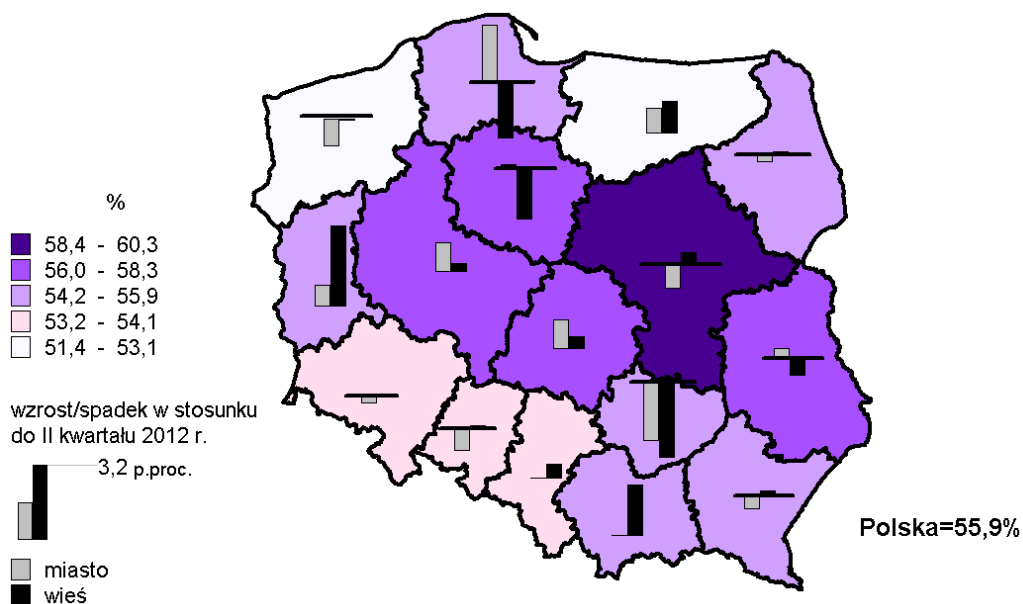 %
58,4 - 60,3
56,0 - 58,3
54,2 - 55,9
53,2 - 54,1
51,4 - 53,1
wzrost/spadek w stosunku
do II kwartału 2012 r.
3,2 p.proc.
miasto
wieś
Polska=55,9%